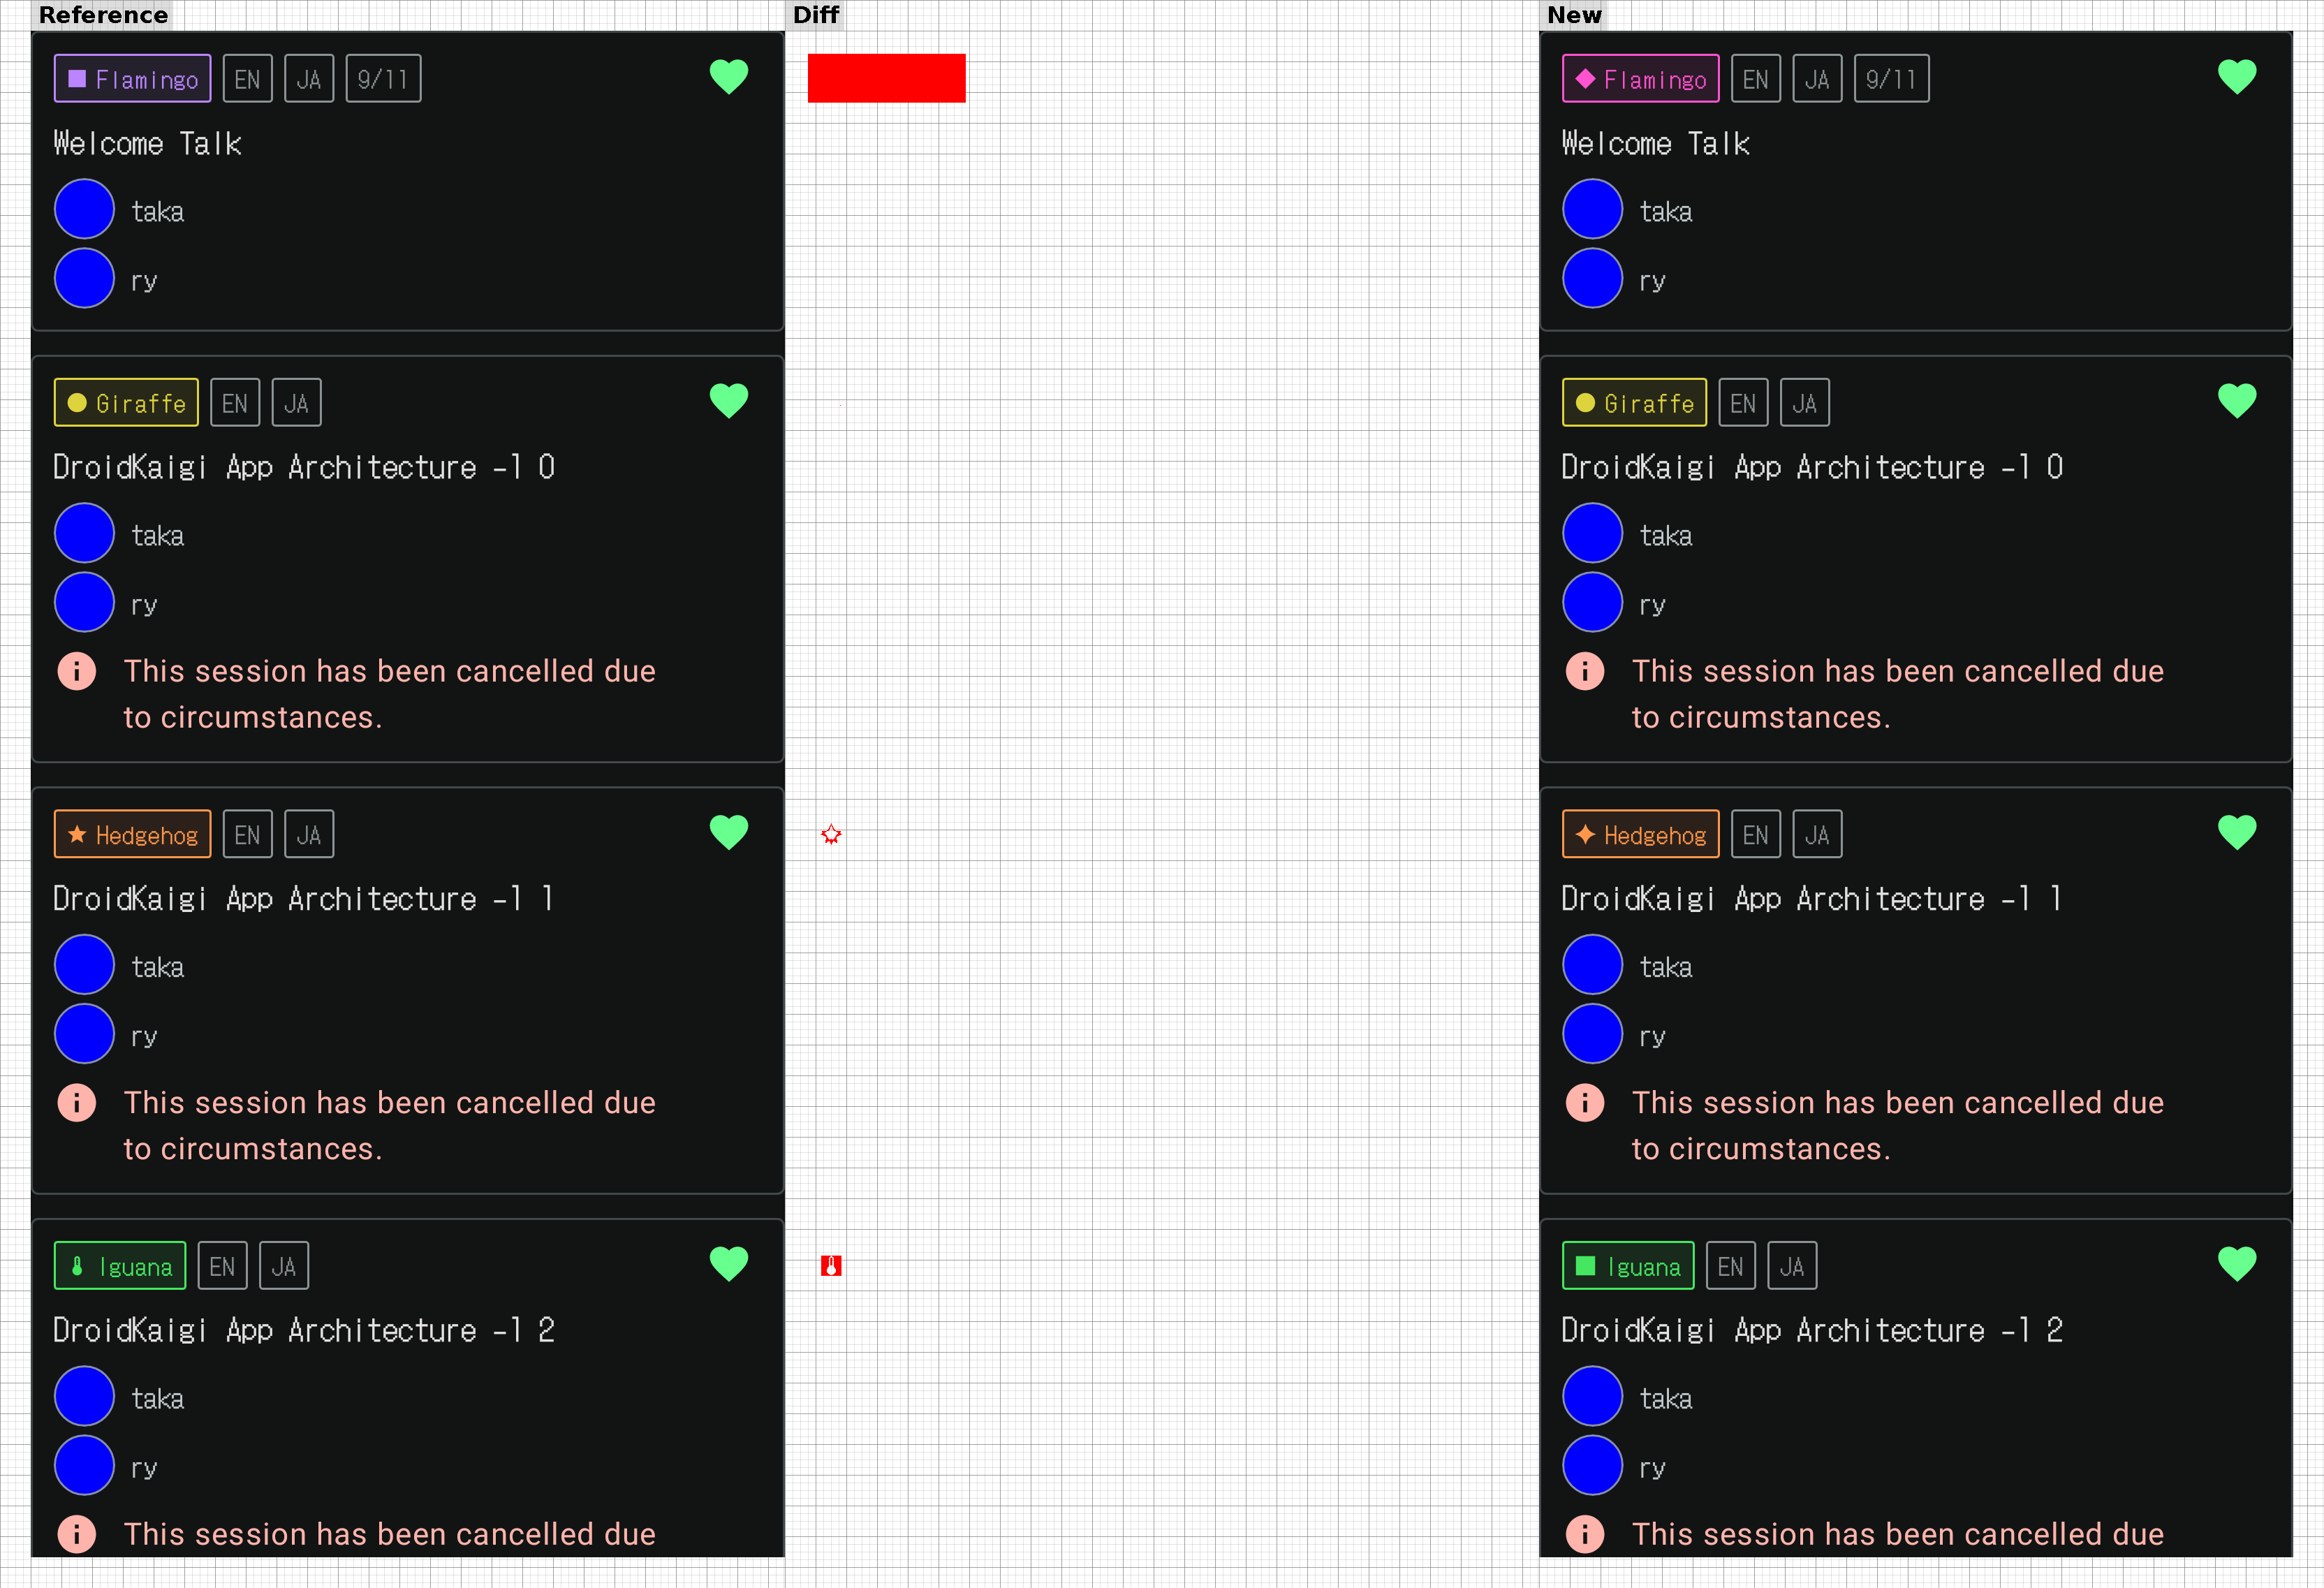 Reference
Flamingo EN JA 9/11
Welcome Talk
taka
ry
Giraffe EN JA
DroidKaigi App Architecture -1 0
taka
ry
This session has been cancelled due
to circumstances.
Hedgehog EN JA
DroidKaigi App Architecture -1 1
taka
ry
This session has been cancelled due
to circumstances.
Iguana EN JA
DroidKaigi App Architecture -1 2
taka
ry
This session has been cancelled due
Diff
New
Flamingo EN JA 9/11
Welcome Talk
taka
ry
Giraffe EN JA
DroidKaigi App Architecture -1 0
taka
ry
This session has been cancelled due
to circumstances.
Hedgehog EN JA
DroidKaigi App Architecture -1 1
taka
ry
This session has been cancelled due
to circumstances.
Iguana EN JA
DroidKaigi App Architecture -1 2
taka
ry
This session has been cancelled due